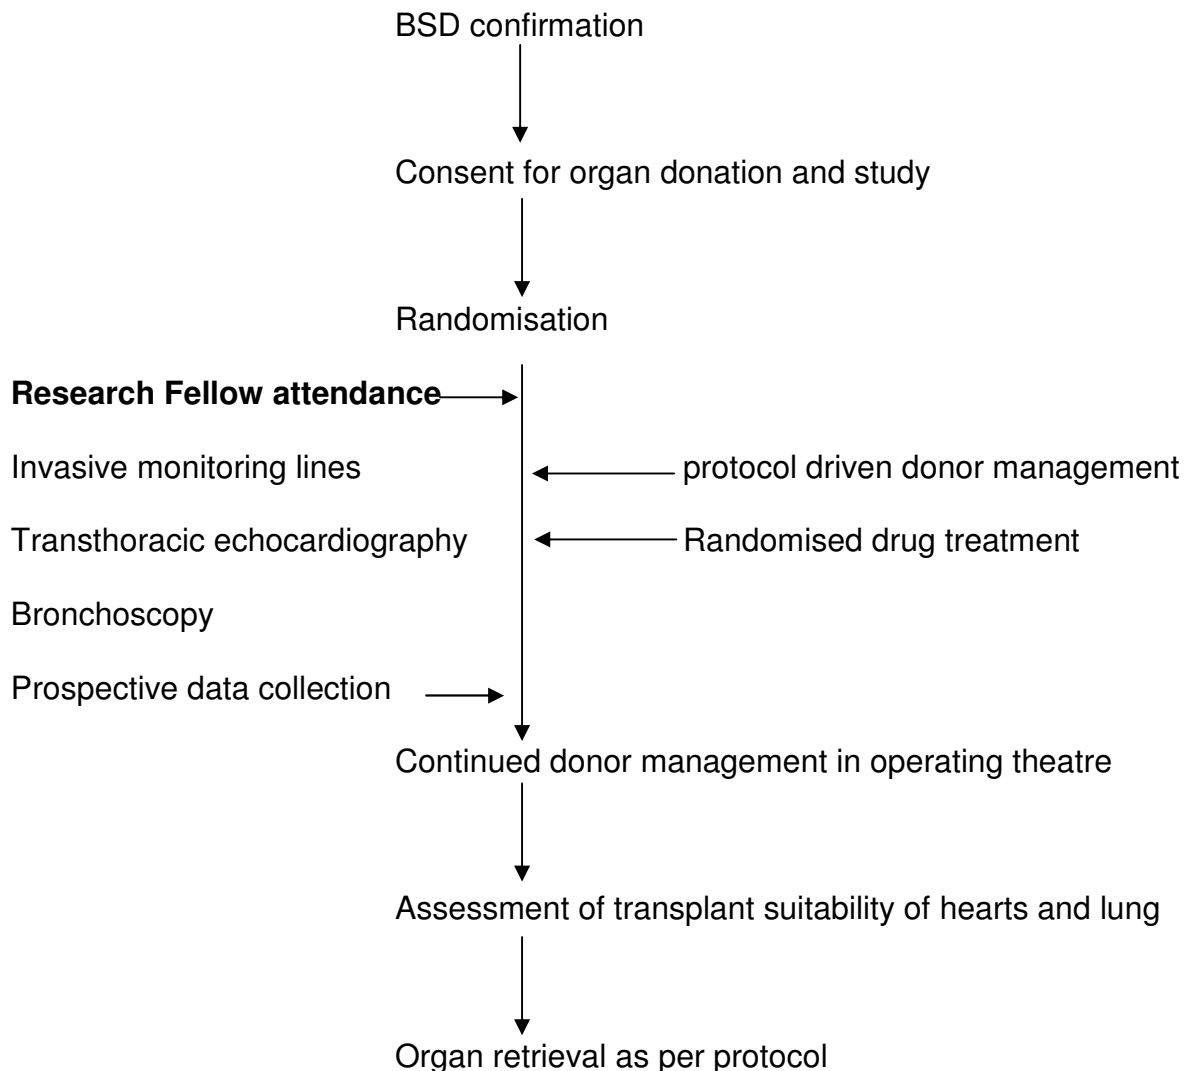 BSD confirmation
Consent for organ donation and study
Randomisation
Research Fellow attendance
Invasive monitoring lines
protocol driven donor management
Transthoracic echocardiography
Randomised drug treatment
Bronchoscopy
Prospective data collection
Continued donor management in operating theatre
Assessment of transplant suitability of hearts and lung
Organ retrieval as per protocol